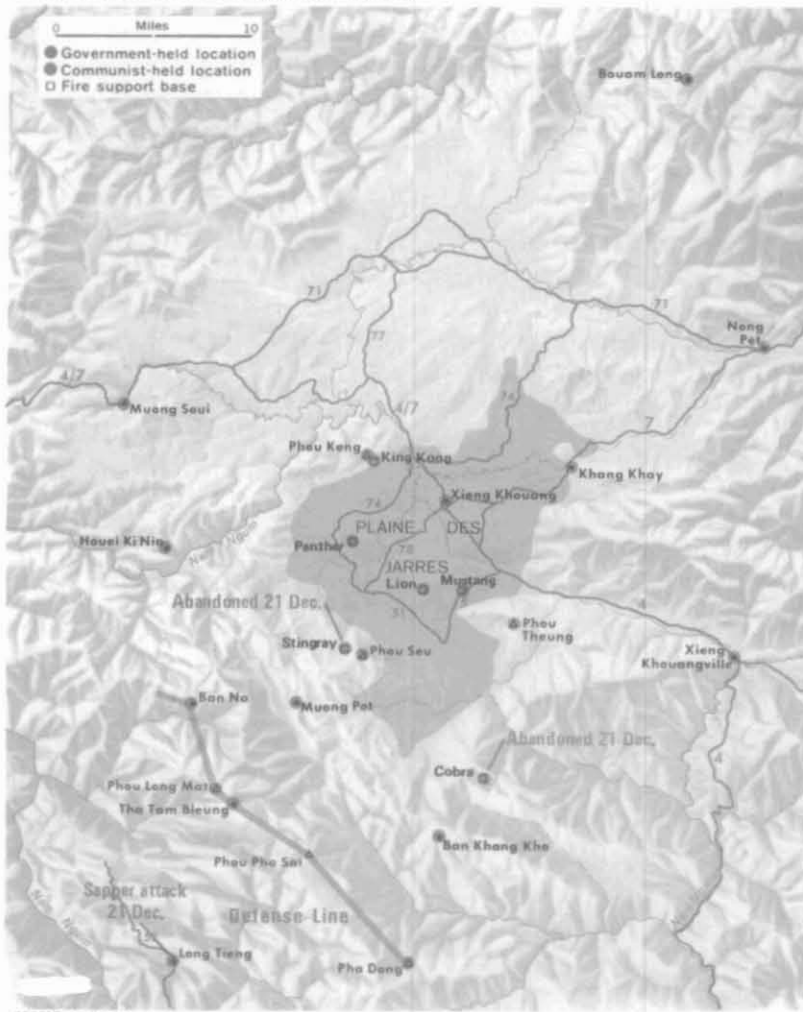 0 Miles 10
Government-held location
Communist-held location
Fire support base
Bouam Long
71
71
Nong Pet
77
4/7
Muong Soui
4/7
7
Phou Keng
King Kong
Khang Khay
Xieng Khouang
74
PLAINE DES JARRES
Panther
Houei Ki Nin
Nam Ngum
Lion
Mustang
Abandoned 21 Dec.
51
4
Phou Theung
Stingray
Phou Seu
Xieng Khouangville
Ban Na
Muong Pot
Abandoned 21 Dec.
Cobra
4
Phou Long Mat
Tha Tam Bleung
Ban Khang Kho
Phou Pha Sai
Sapper attack 21 Dec.
Defense Line
Nam Ngum
Long Tieng
Pha Dong